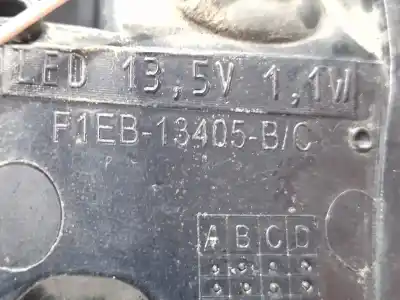 LED 13,5V 1,1W
F1EB-13405-B/C
A B C D